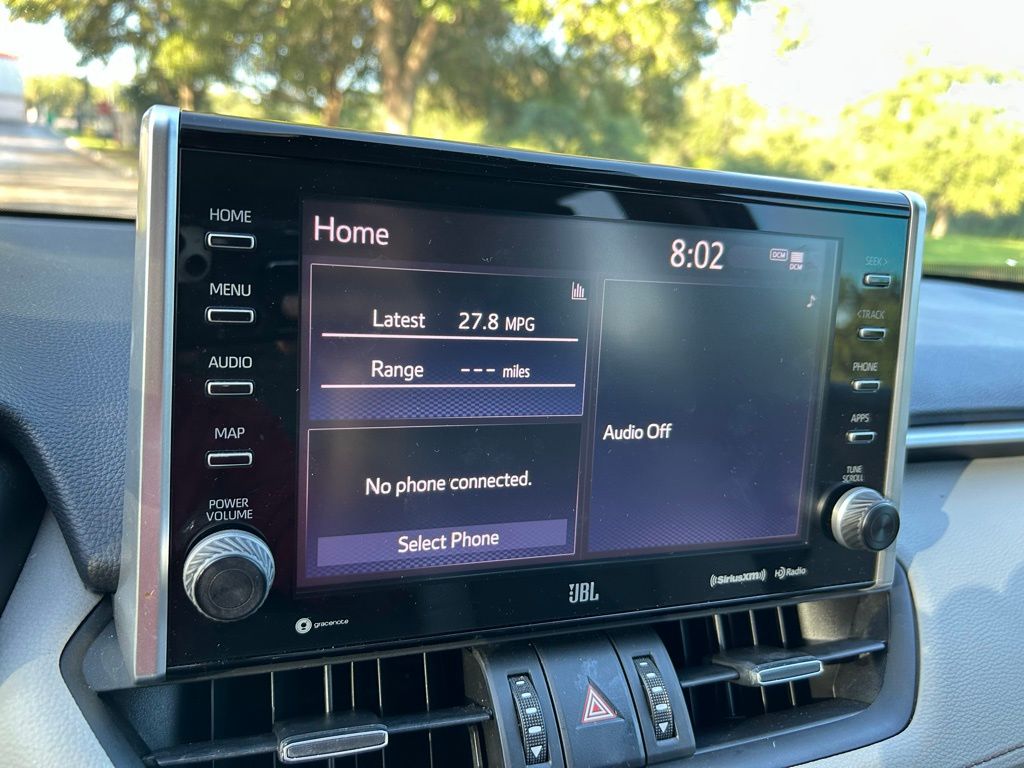 HOME
MENU
AUDIO
MAP
POWER
VOLUME
Home
8:02
DCM
DCM
Latest 27.8 MPG
Range --- miles
No phone connected.
Select Phone
Audio Off
SEEK >
< TRACK
PHONE
APPS
TUNE
SCROLL
gracenote
JBL
((SiriusXM))
HD Radio